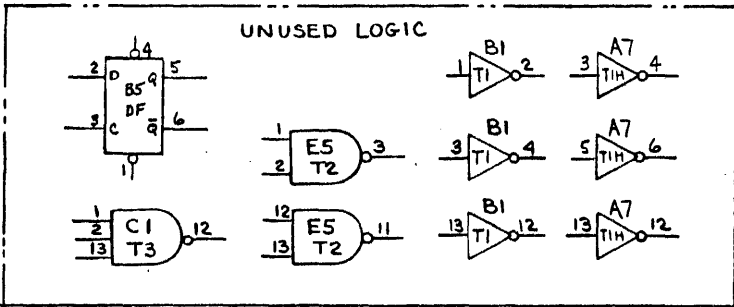 UNUSED LOGIC
4
2 D Q 5
B5
DF
3 C Q̅ 6
1
1
2
13
C1
T3
12
1
2
E5
T2
3
12
13
E5
T2
11
B1
1 T1 2
B1
3 T1 4
B1
13 T1 12
A7
3 T1H 4
A7
5 T1H 6
A7
13 T1H 12